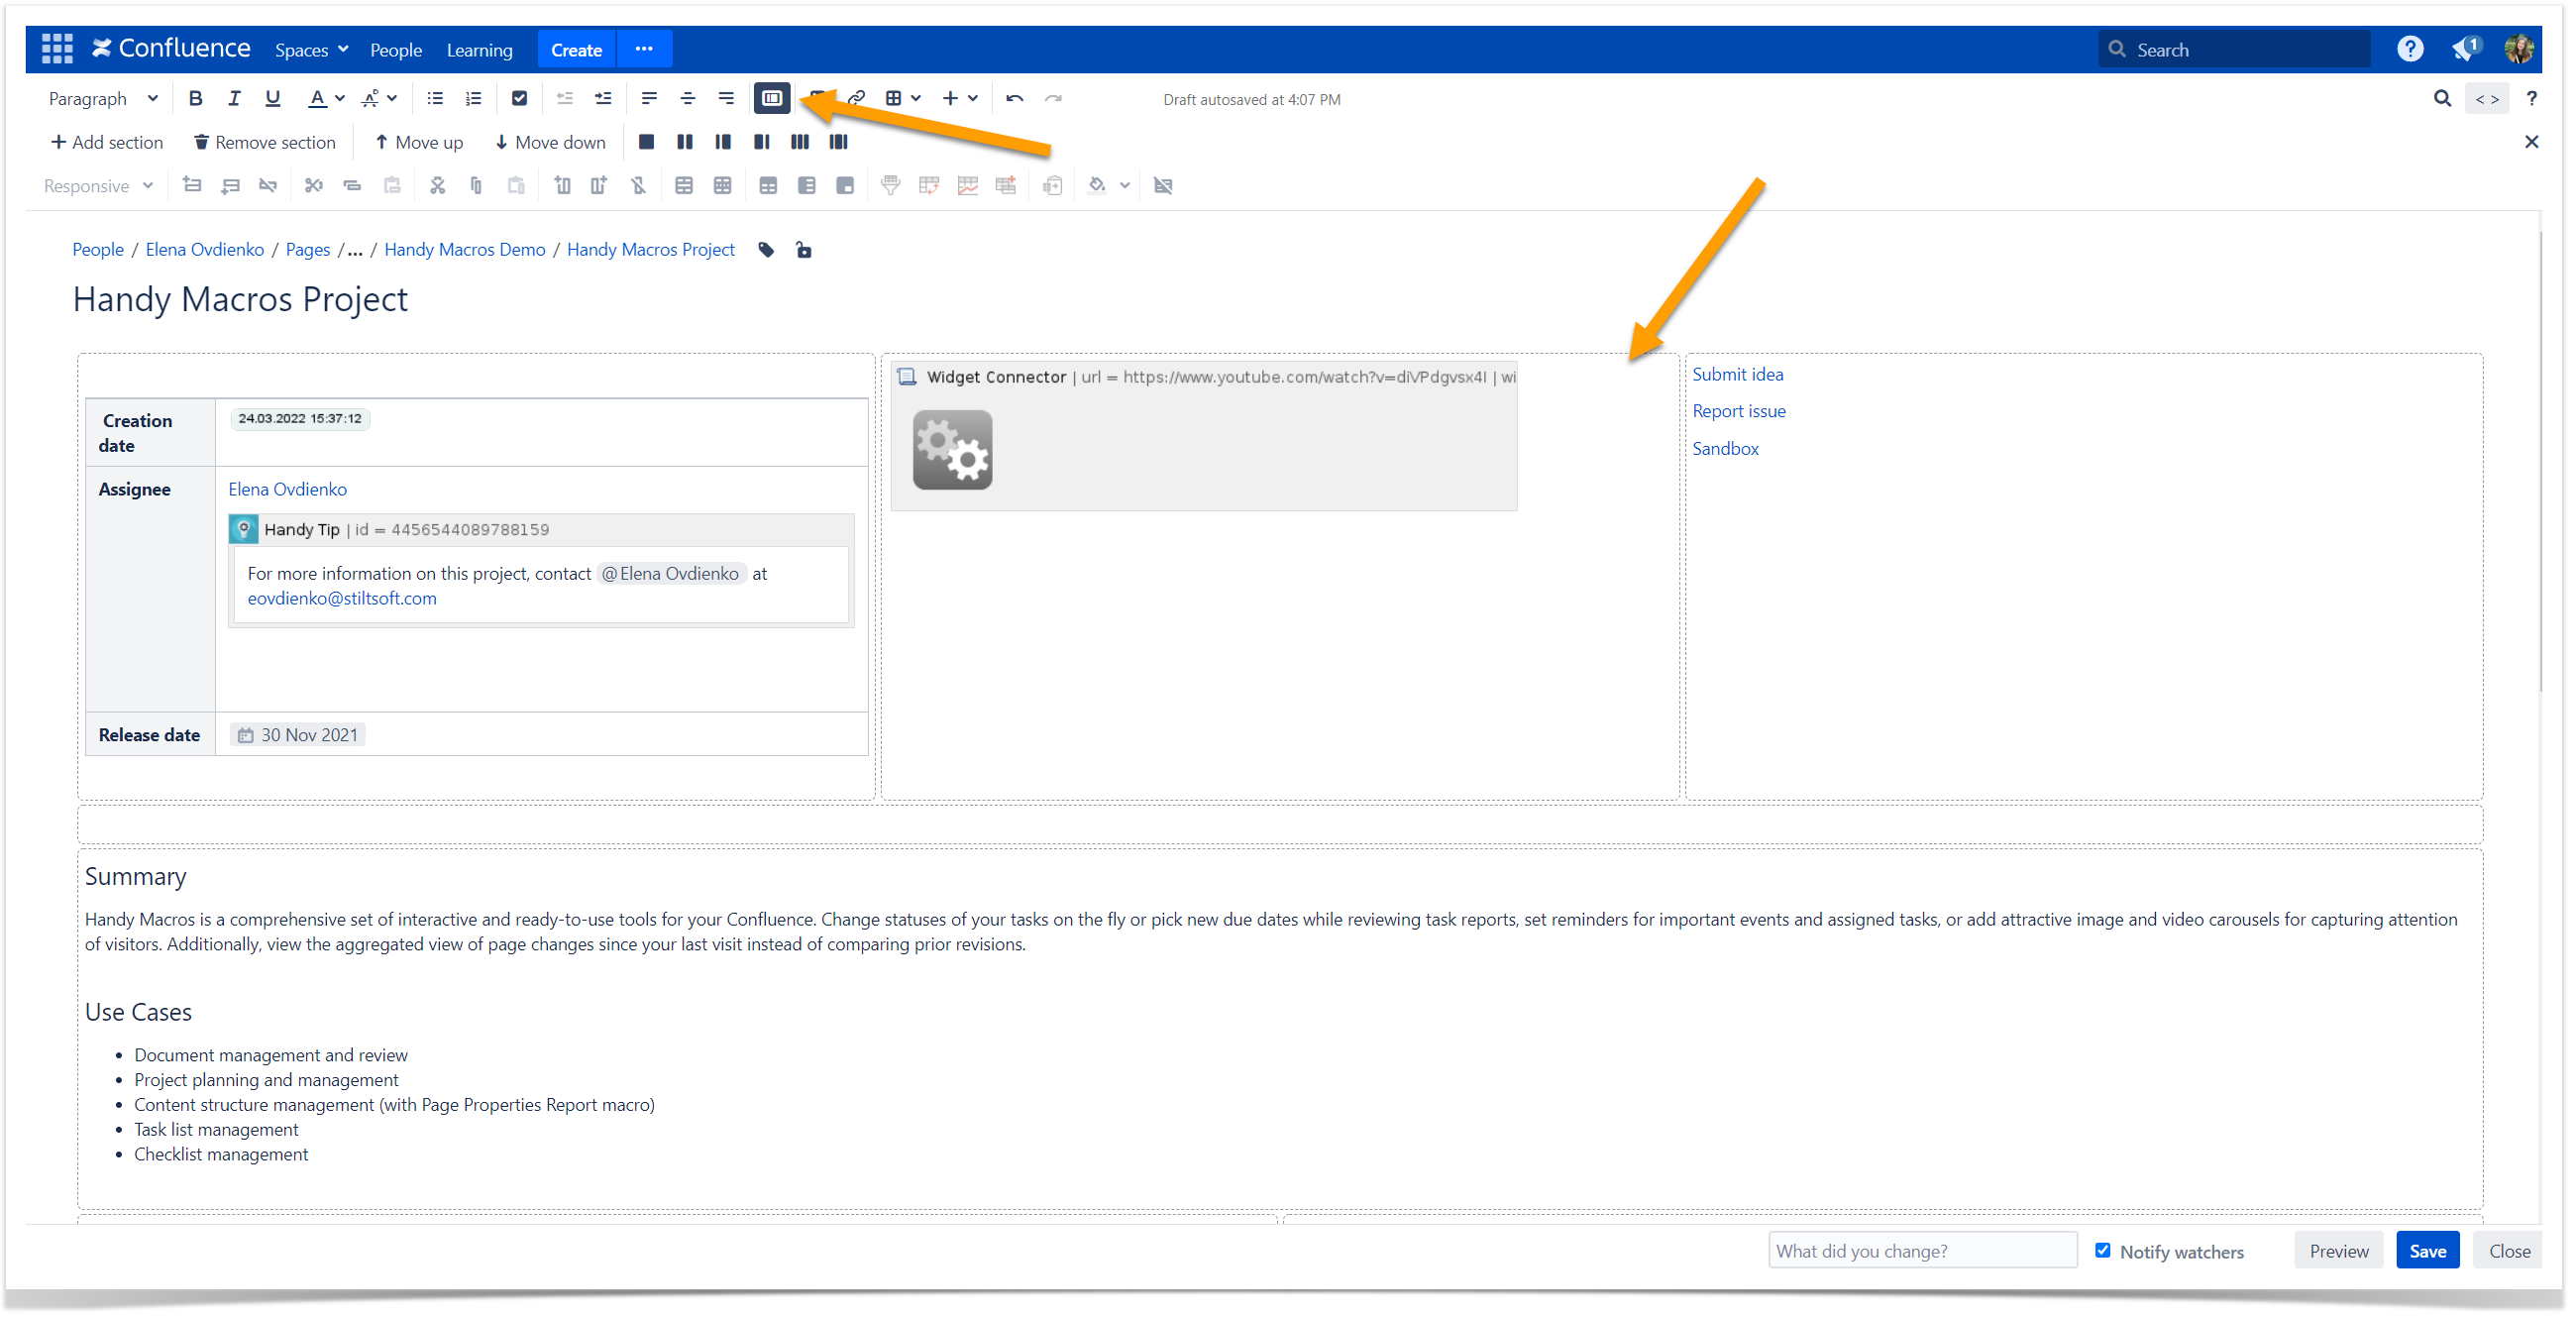 Confluence Spaces People Learning Create ··· Search ? 1
Paragraph B I U A Draft autosaved at 4:07 PM < > ?
+ Add section Remove section ↑ Move up ↓ Move down
Responsive
People / Elena Ovdienko / Pages /... / Handy Macros Demo / Handy Macros Project
Handy Macros Project
Creation date
24.03.2022 15:37:12
Assignee
Elena Ovdienko
Handy Tip | id = 4456544089788159
For more information on this project, contact @Elena Ovdienko at
eovdienko@stiltsoft.com
Release date
30 Nov 2021
Widget Connector | url = https://www.youtube.com/watch?v=diVPdgvsx4I | wi
Submit idea
Report issue
Sandbox
Summary
Handy Macros is a comprehensive set of interactive and ready-to-use tools for your Confluence. Change statuses of your tasks on the fly or pick new due dates while reviewing task reports, set reminders for important events and assigned tasks, or add attractive image and video carousels for capturing attention
of visitors. Additionally, view the aggregated view of page changes since your last visit instead of comparing prior revisions.
Use Cases
• Document management and review
• Project planning and management
• Content structure management (with Page Properties Report macro)
• Task list management
• Checklist management
What did you change? Notify watchers Preview Save Close